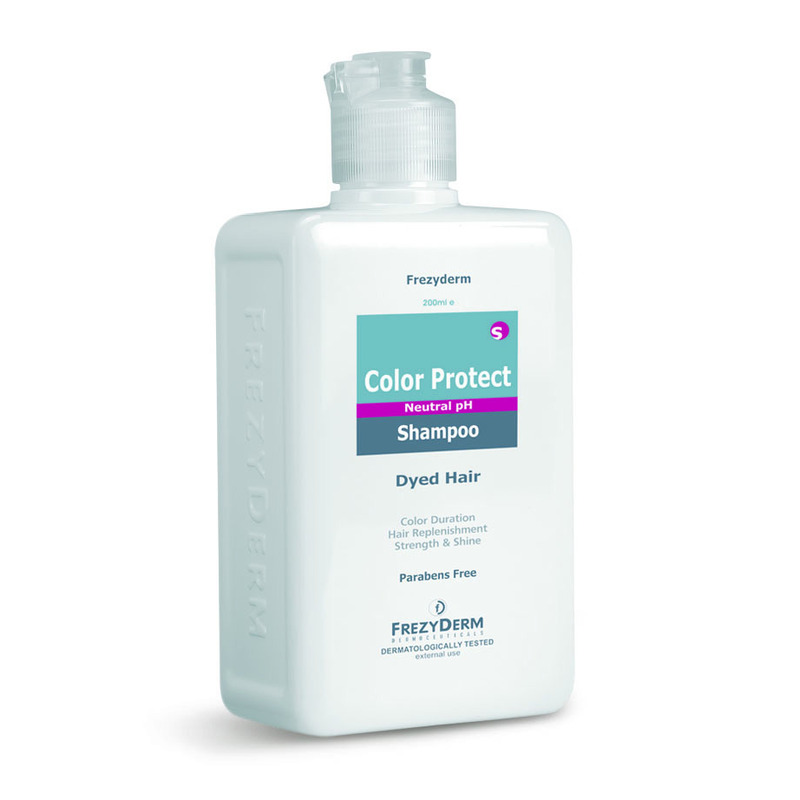 Frezyderm
200ml e
S
Color Protect
Neutral pH
Shampoo
Dyed Hair
Color Duration
Hair Replenishment
Strength & Shine
Parabens Free
FREZYDERM
DERMOCEUTICALS
DERMATOLOGICALLY TESTED
external use
FREZYDERM